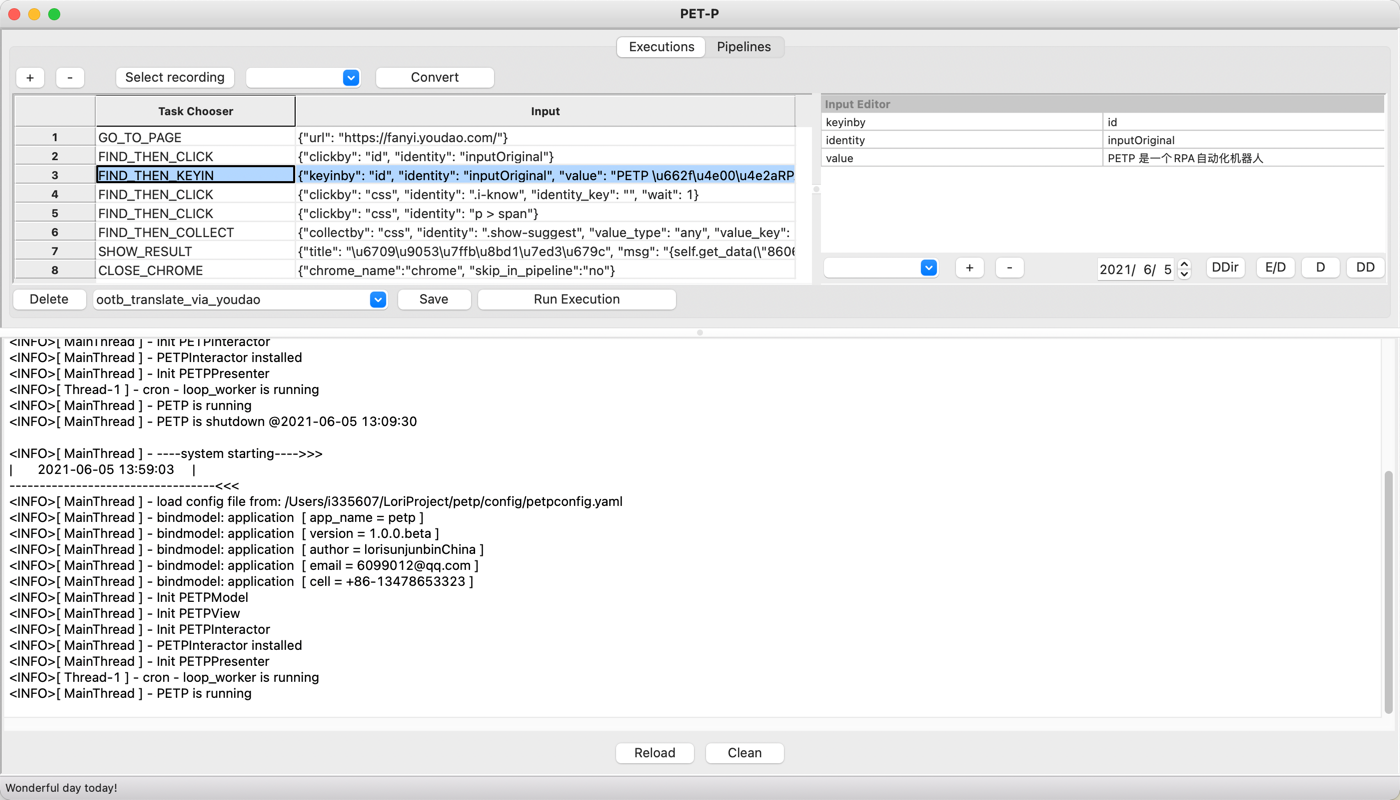 PET-P
Executions Pipelines
+ - Select recording Convert
Task Chooser Input
1 GO_TO_PAGE {"url": "https://fanyi.youdao.com/"}
2 FIND_THEN_CLICK {"clickby": "id", "identity": "inputOriginal"}
3 FIND_THEN_KEYIN {"keyinby": "id", "identity": "inputOriginal", "value": "PETP \u662f\u4e00\u4e2aRP
4 FIND_THEN_CLICK {"clickby": "css", "identity": ".i-know", "identity_key": "", "wait": 1}
5 FIND_THEN_CLICK {"clickby": "css", "identity": "p > span"}
6 FIND_THEN_COLLECT {"collectby": "css", "identity": ".show-suggest", "value_type": "any", "value_key":
7 SHOW_RESULT {"title": "\u6709\u9053\u7ffb\u8bd1\u7ed3\u679c", "msg": "{self.get_data(\"8606
8 CLOSE_CHROME {"chrome_name":"chrome", "skip_in_pipeline":"no"}
Input Editor
keyinby id
identity inputOriginal
value PETP 是一个RPA自动化机器人
+ - 2021/ 6/ 5 DDir E/D D DD
Delete ootb_translate_via_youdao Save Run Execution
<INFO>[ MainThread ] - Init PETPInteractor
<INFO>[ MainThread ] - PETPInteractor installed
<INFO>[ MainThread ] - Init PETPPresenter
<INFO>[ Thread-1 ] - cron - loop_worker is running
<INFO>[ MainThread ] - PETP is running
<INFO>[ MainThread ] - PETP is shutdown @2021-06-05 13:09:30
<INFO>[ MainThread ] - ----system starting---->>>
| 2021-06-05 13:59:03 |
----------------------------------<<<
<INFO>[ MainThread ] - load config file from: /Users/i335607/LoriProject/petp/config/petpconfig.yaml
<INFO>[ MainThread ] - bindmodel: application [ app_name = petp ]
<INFO>[ MainThread ] - bindmodel: application [ version = 1.0.0.beta ]
<INFO>[ MainThread ] - bindmodel: application [ author = lorisunjunbinChina ]
<INFO>[ MainThread ] - bindmodel: application [ email = 6099012@qq.com ]
<INFO>[ MainThread ] - bindmodel: application [ cell = +86-13478653323 ]
<INFO>[ MainThread ] - Init PETPModel
<INFO>[ MainThread ] - Init PETPView
<INFO>[ MainThread ] - Init PETPInteractor
<INFO>[ MainThread ] - PETPInteractor installed
<INFO>[ MainThread ] - Init PETPPresenter
<INFO>[ Thread-1 ] - cron - loop_worker is running
<INFO>[ MainThread ] - PETP is running
Reload Clean
Wonderful day today!